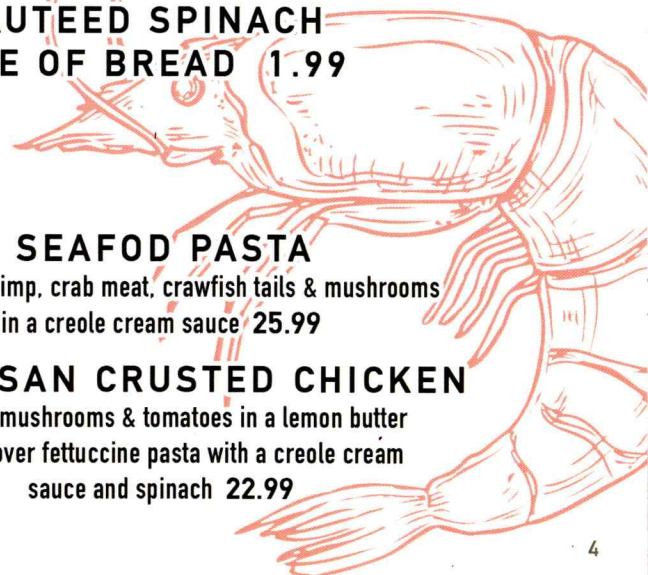 UTEED SPINACH
E OF BREAD 1.99
SEAFOD PASTA
imp, crab meat, crawfish tails & mushrooms
in a creole cream sauce 25.99
SAN CRUSTED CHICKEN
mushrooms & tomatoes in a lemon butter
over fettuccine pasta with a creole cream
sauce and spinach 22.99
4